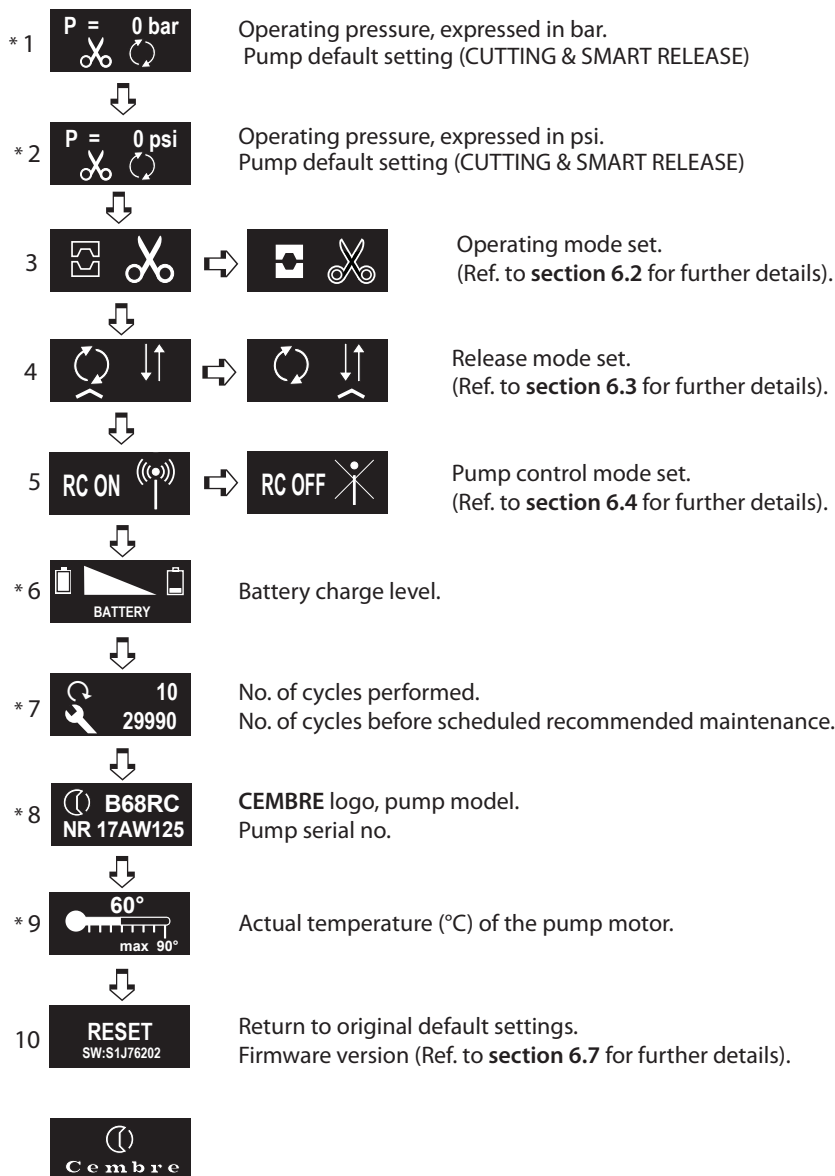 * 1 P = 0 bar Operating pressure, expressed in bar.
Pump default setting (CUTTING & SMART RELEASE)
* 2 P = 0 psi Operating pressure, expressed in psi.
Pump default setting (CUTTING & SMART RELEASE)
3 Operating mode set.
(Ref. to section 6.2 for further details).
4 Release mode set.
(Ref. to section 6.3 for further details).
5 RC ON RC OFF Pump control mode set.
(Ref. to section 6.4 for further details).
* 6 BATTERY Battery charge level.
* 7 10 No. of cycles performed.
29990 No. of cycles before scheduled recommended maintenance.
* 8 B68RC CEMBRE logo, pump model.
NR 17AW125 Pump serial no.
60°
* 9 Actual temperature (°C) of the pump motor.
max 90°
10 RESET Return to original default settings.
SW:S1J76202 Firmware version (Ref. to section 6.7 for further details).
Cembre